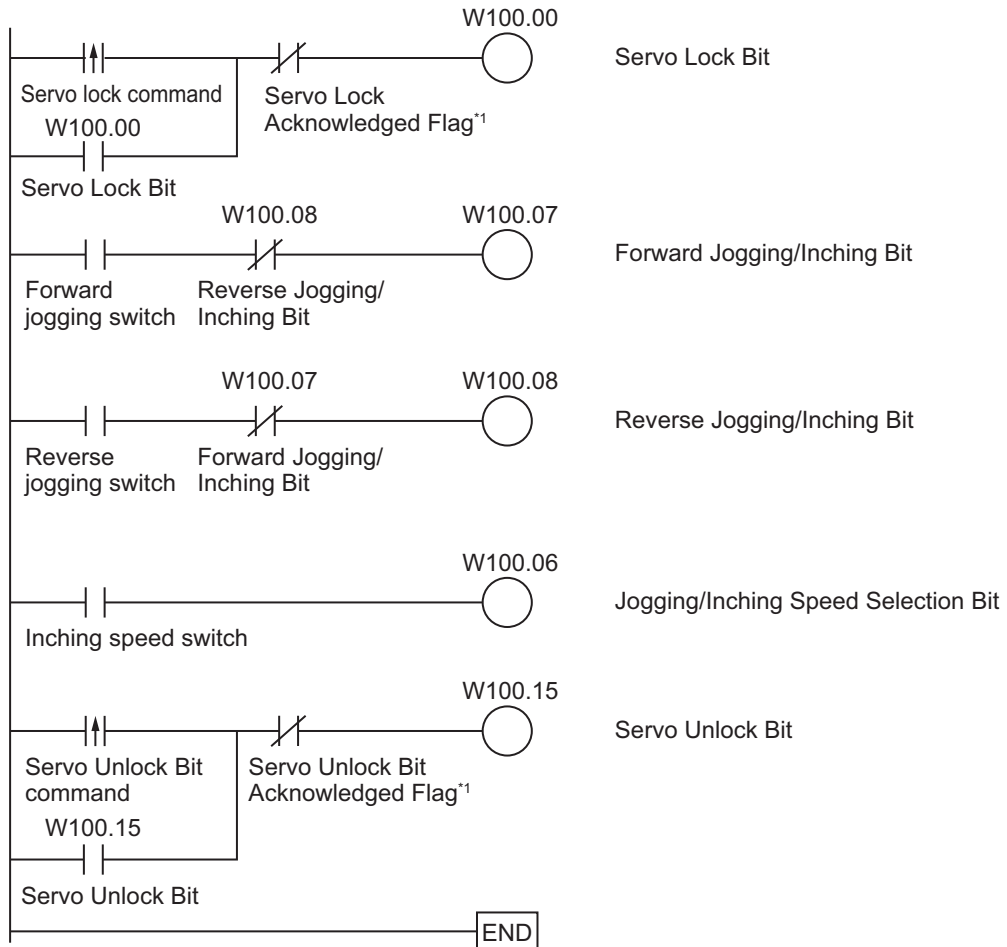 W100.00
Servo Lock Bit
Servo lock command
Servo Lock
Acknowledged Flag*1
W100.00
Servo Lock Bit
W100.08
W100.07
Forward Jogging/Inching Bit
Forward
jogging switch
Reverse Jogging/
Inching Bit
W100.07
W100.08
Reverse Jogging/Inching Bit
Reverse
jogging switch
Forward Jogging/
Inching Bit
W100.06
Jogging/Inching Speed Selection Bit
Inching speed switch
W100.15
Servo Unlock Bit
Servo Unlock Bit
command
Servo Unlock Bit
Acknowledged Flag*1
W100.15
Servo Unlock Bit
END